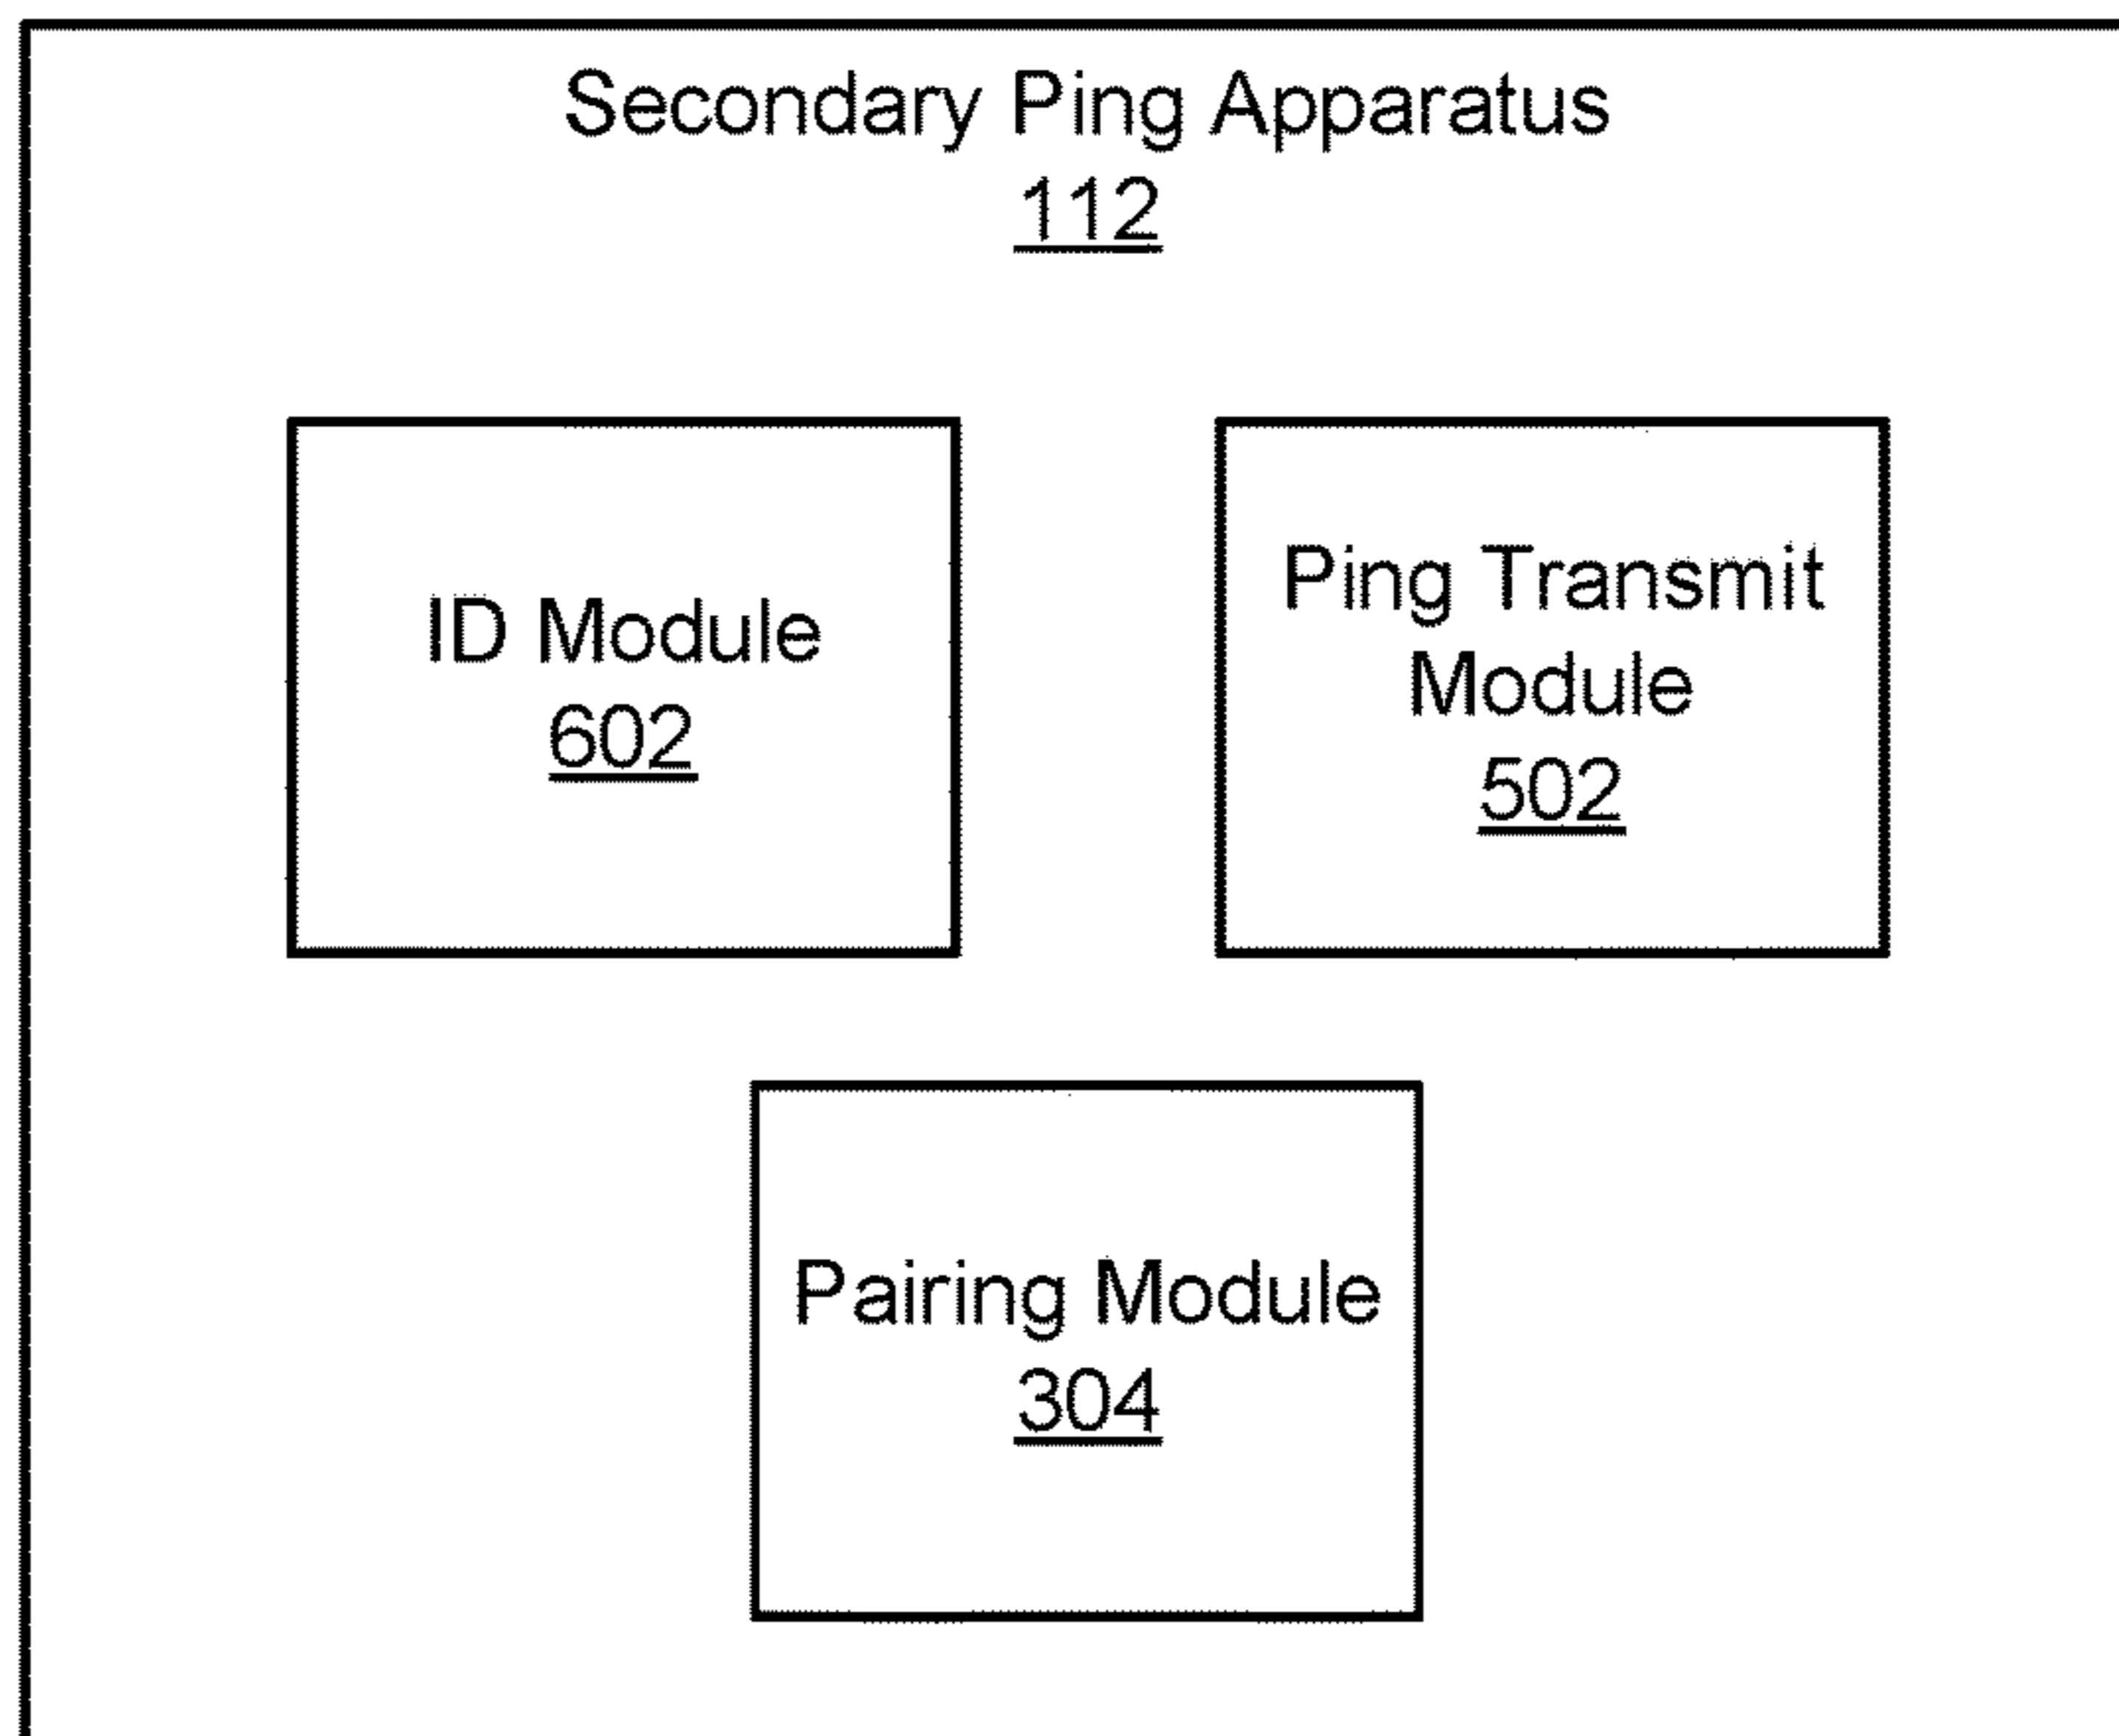 Secondary Ping Apparatus
112
ID Module
602
Ping Transmit
Module
502
Pairing Module
304